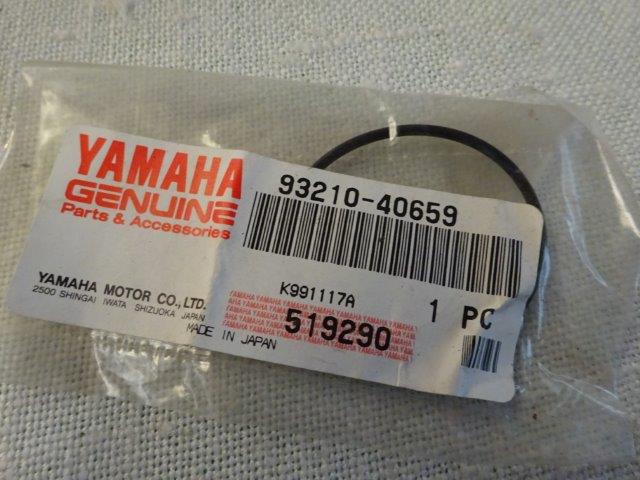 YAMAHA
GENUINE
Parts & Accessories
93210-40659
YAMAHA MOTOR CO., LTD.
2500 SHINGAI IWATA SHIZUOKA JAPAN
MADE IN JAPAN
K991117A
519290
1 PC